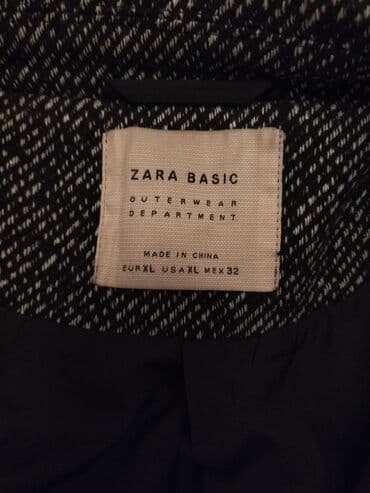 ZARA BASIC
OUTERWEAR
DEPARTMENT
MADE IN CHINA
EUR XL USA XL MEX 32